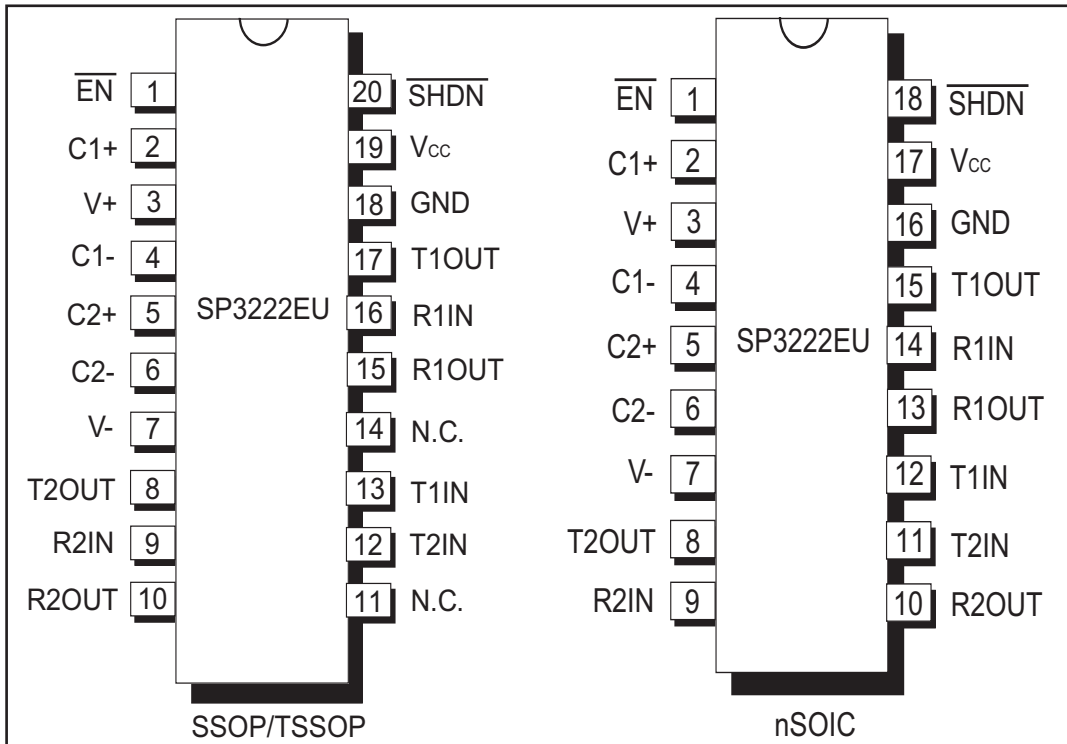 EN 1 20 SHDN
C1+ 2 19 Vcc
V+ 3 18 GND
C1- 4 17 T1OUT
C2+ 5 SP3222EU 16 R1IN
C2- 6 15 R1OUT
V- 7 14 N.C.
T2OUT 8 13 T1IN
R2IN 9 12 T2IN
R2OUT 10 11 N.C.
SSOP/TSSOP
EN 1 18 SHDN
C1+ 2 17 Vcc
V+ 3 16 GND
C1- 4 15 T1OUT
C2+ 5 SP3222EU 14 R1IN
C2- 6 13 R1OUT
V- 7 12 T1IN
T2OUT 8 11 T2IN
R2IN 9 10 R2OUT
nSOIC